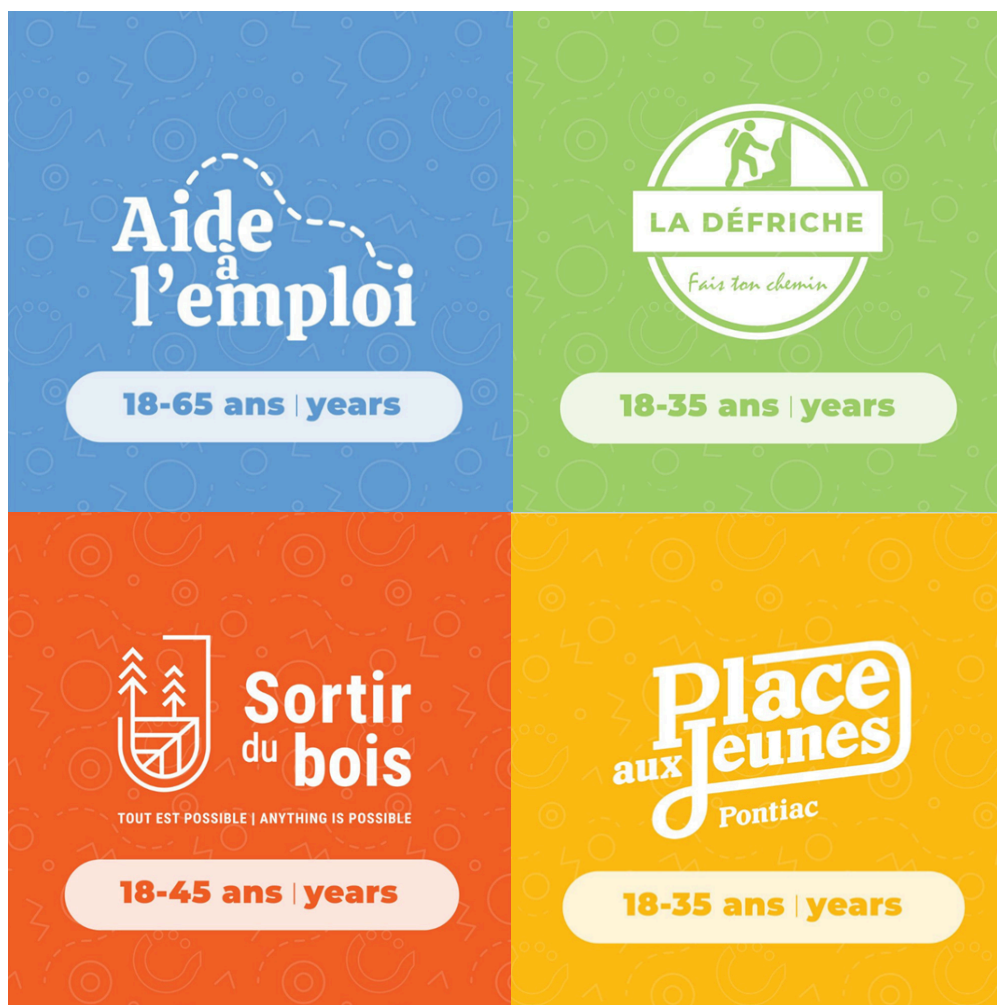 Aide
à
l'emploi
18-65 ans | years
LA DÉFRICHE
Fais ton chemin
18-35 ans | years
Sortir
du bois
TOUT EST POSSIBLE | ANYTHING IS POSSIBLE
18-45 ans | years
Place
aux Jeunes
Pontiac
18-35 ans | years